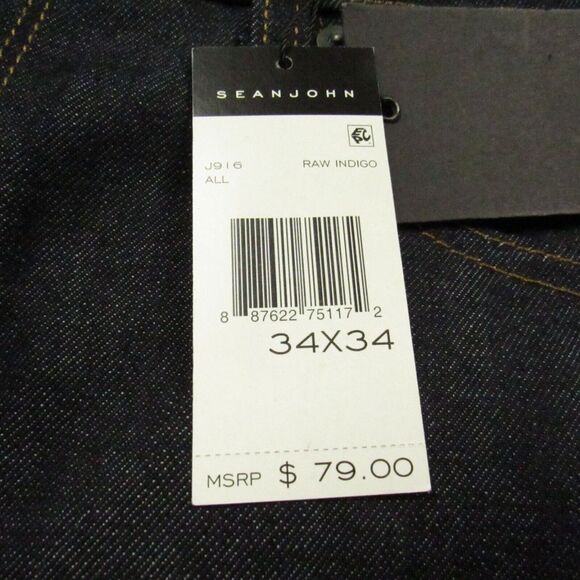 SEANJOHN
J916 RAW INDIGO
ALL
8 87622 75117 2
34X34
MSRP $ 79.00